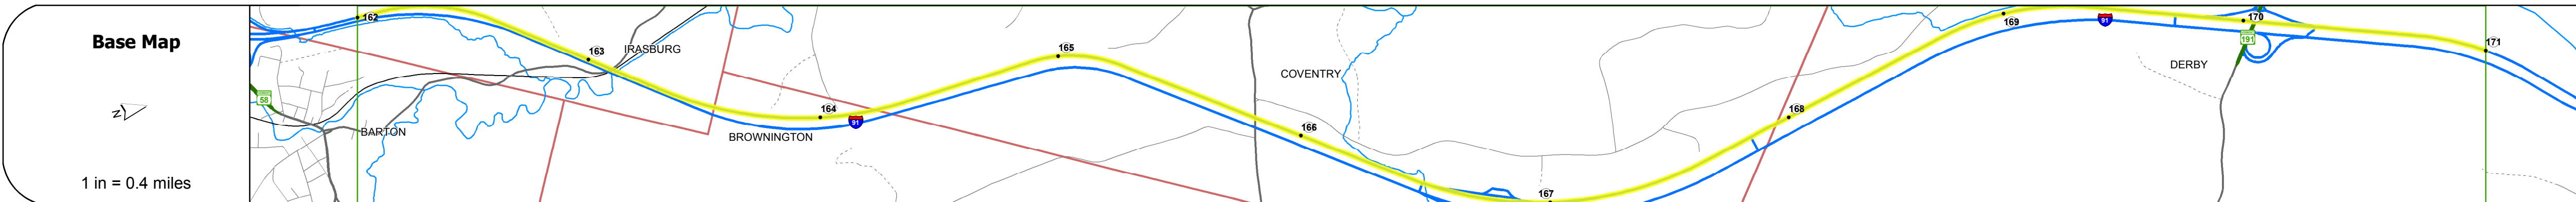 Base Map
N
1 in = 0.4 miles
162
163
IRASBURG
58
BARTON
164
91
BROWNINGTON
165
COVENTRY
166
167
168
169
91
170
191
DERBY
171